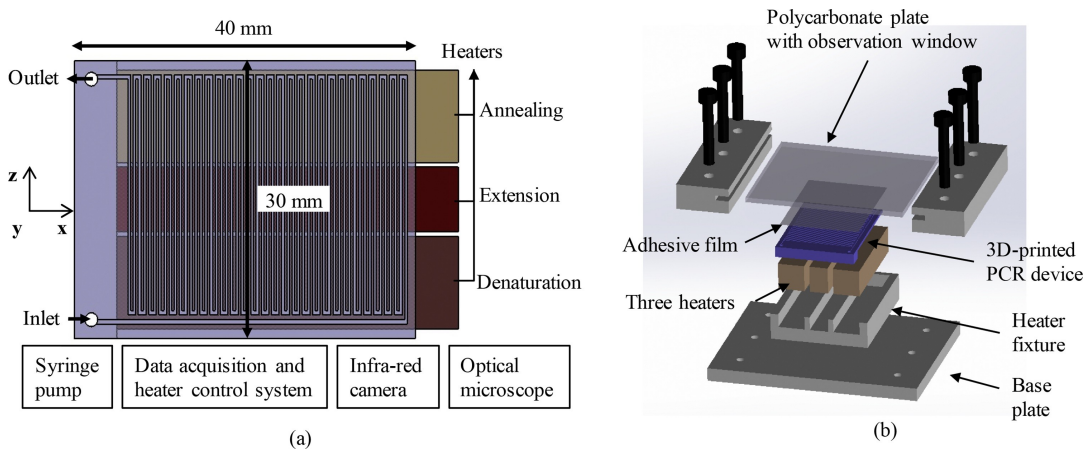 40 mm
Heaters
Outlet
Annealing
z
30 mm
Extension
y
x
Denaturation
Inlet
Syringe
pump
Data acquisition and
heater control system
Infra-red
camera
Optical
microscope
(a)
Polycarbonate plate
with observation window
Adhesive film
3D-printed
PCR device
Three heaters
Heater
fixture
Base
plate
(b)